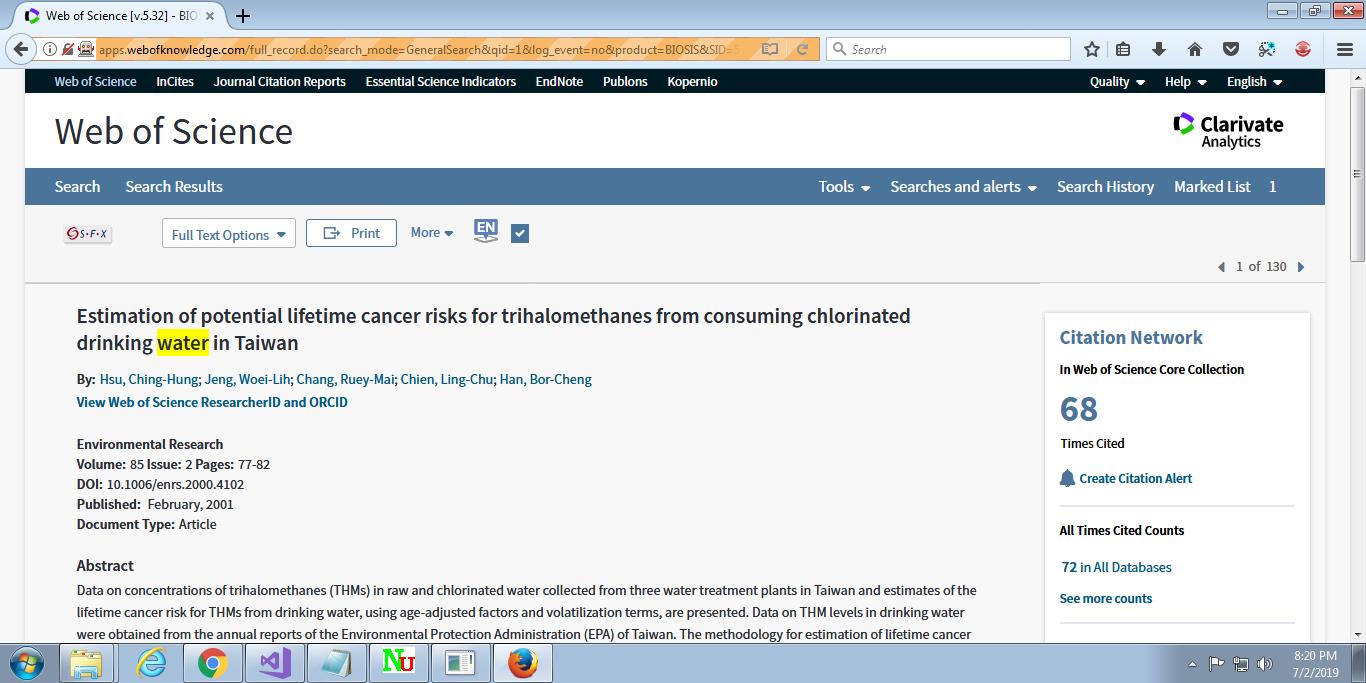 Web of Science [v.5.32] - BIO
apps.webofknowledge.com/full_record.do?search_mode=GeneralSearch&qid=1&log_event=no&product=BIOSIS&SID=5
Search
Web of Science InCites Journal Citation Reports Essential Science Indicators EndNote Publons Kopernio Quality Help English
Web of Science
Clarivate
Analytics
Search Search Results Tools Searches and alerts Search History Marked List 1
S·F·X Full Text Options Print More EN
1 of 130
Estimation of potential lifetime cancer risks for trihalomethanes from consuming chlorinated
drinking water in Taiwan
By: Hsu, Ching-Hung; Jeng, Woei-Lih; Chang, Ruey-Mai; Chien, Ling-Chu; Han, Bor-Cheng
View Web of Science ResearcherID and ORCID
Environmental Research
Volume: 85 Issue: 2 Pages: 77-82
DOI: 10.1006/enrs.2000.4102
Published: February, 2001
Document Type: Article
Abstract
Data on concentrations of trihalomethanes (THMs) in raw and chlorinated water collected from three water treatment plants in Taiwan and estimates of the
lifetime cancer risk for THMs from drinking water, using age-adjusted factors and volatilization terms, are presented. Data on THM levels in drinking water
were obtained from the annual reports of the Environmental Protection Administration (EPA) of Taiwan. The methodology for estimation of lifetime cancer
Citation Network
In Web of Science Core Collection
68
Times Cited
Create Citation Alert
All Times Cited Counts
72 in All Databases
See more counts
NU
8:20 PM
7/2/2019